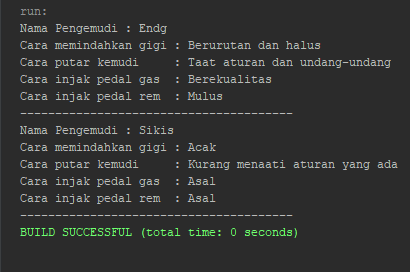 run:
Nama Pengemudi : Endg
Cara memindahkan gigi : Berurutan dan halus
Cara putar kemudi     : Taat aturan dan undang-undang
Cara injak pedal gas  : Berekualitas
Cara injak pedal rem  : Mulus
---------------------------------------
Nama Pengemudi : Sikis
Cara memindahkan gigi : Acak
Cara putar kemudi     : Kurang menaati aturan yang ada
Cara injak pedal gas  : Asal
Cara injak pedal rem  : Asal
---------------------------------------
BUILD SUCCESSFUL (total time: 0 seconds)